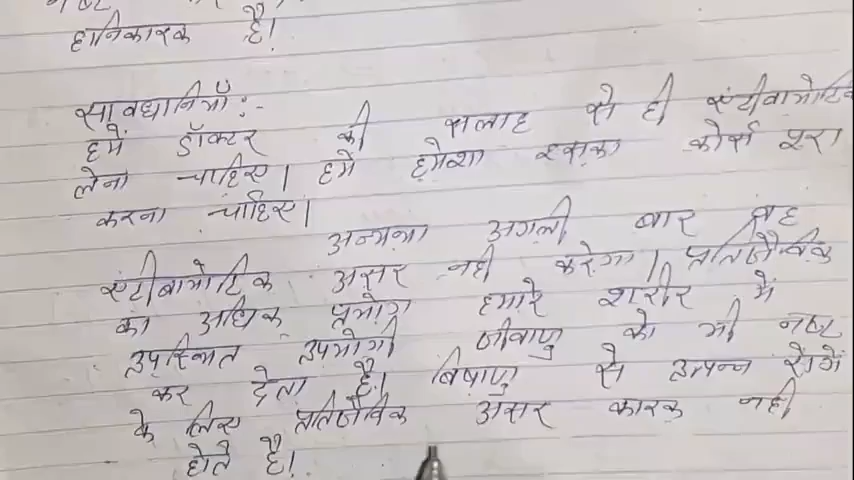 हानिकारक है।
सावधानियाँ:-
हमें डॉक्टर की सलाह से ही एंटीबायोटिक
लेना चाहिए। हमें हमेशा इसका कोर्स पूरा
करना चाहिए।
अन्यथा अगली बार यह
एंटीबायोटिक असर नही करेगा। प्रतिजैविक
का अधिक प्रयोग हमारे शरीर में
उपस्थित उपयोगी जीवाणु को भी नष्ट
कर देता है। विषाणु से उत्पन्न रोगों
के लिए प्रतिजैविक असर कारक नही
होते है।